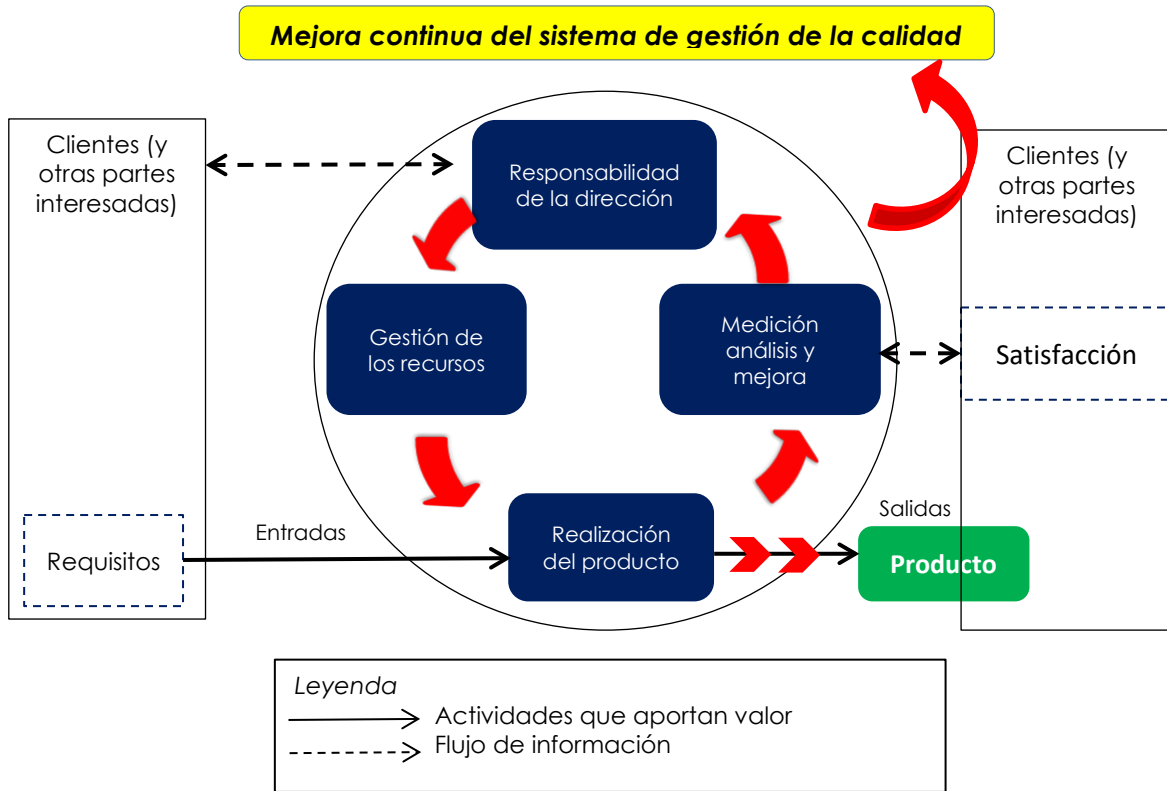 Mejora continua del sistema de gestión de la calidad
Clientes (y
otras partes
interesadas)
Responsabilidad
de la dirección
Clientes (y
otras partes
interesadas)
Gestión de
los recursos
Medición
análisis y
mejora
Satisfacción
Requisitos
Entradas
Realización
del producto
Salidas
Producto
Leyenda
Actividades que aportan valor
Flujo de información